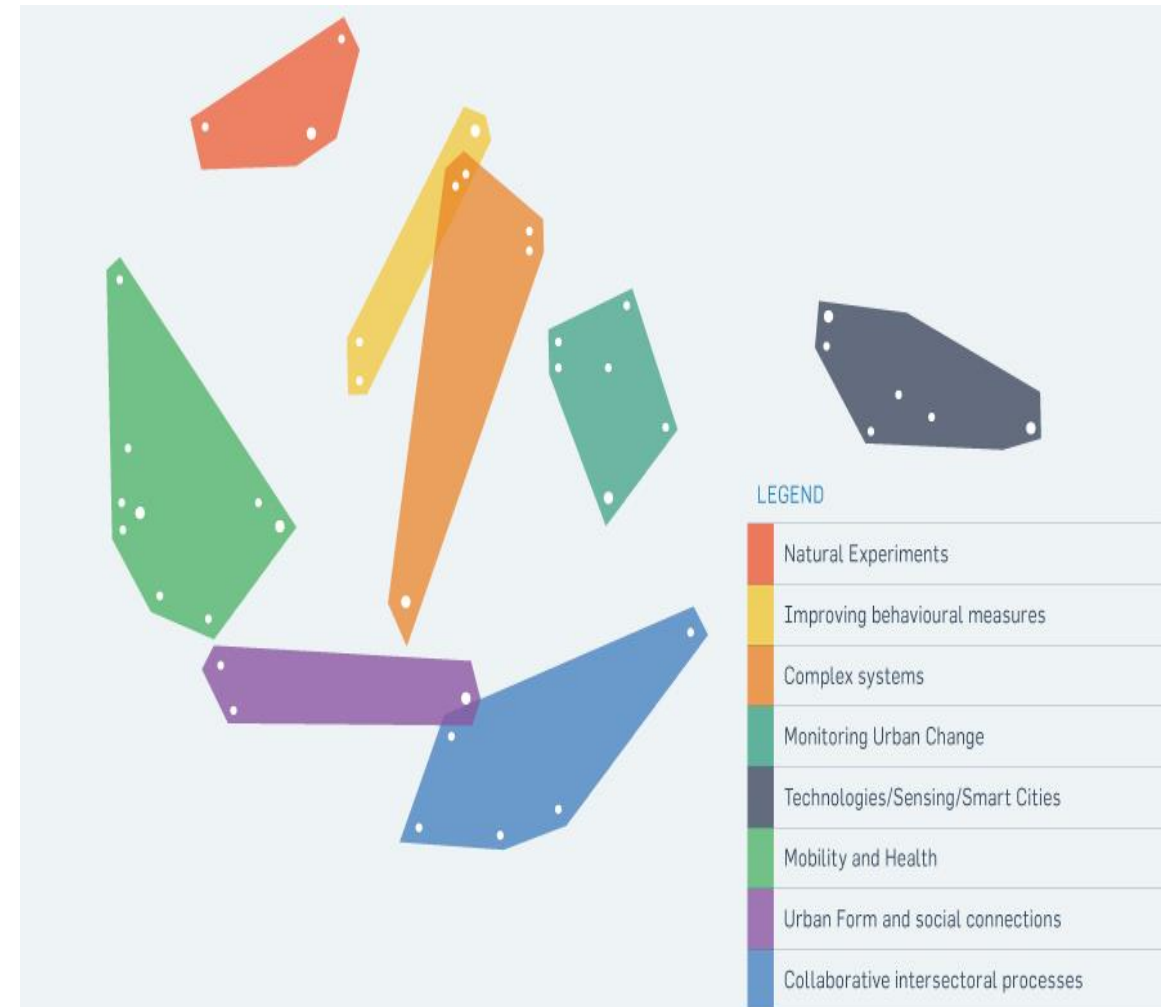 LEGEND
Natural Experiments
Improving behavioural measures
Complex systems
Monitoring Urban Change
Technologies/Sensing/Smart Cities
Mobility and Health
Urban Form and social connections
Collaborative intersectoral processes